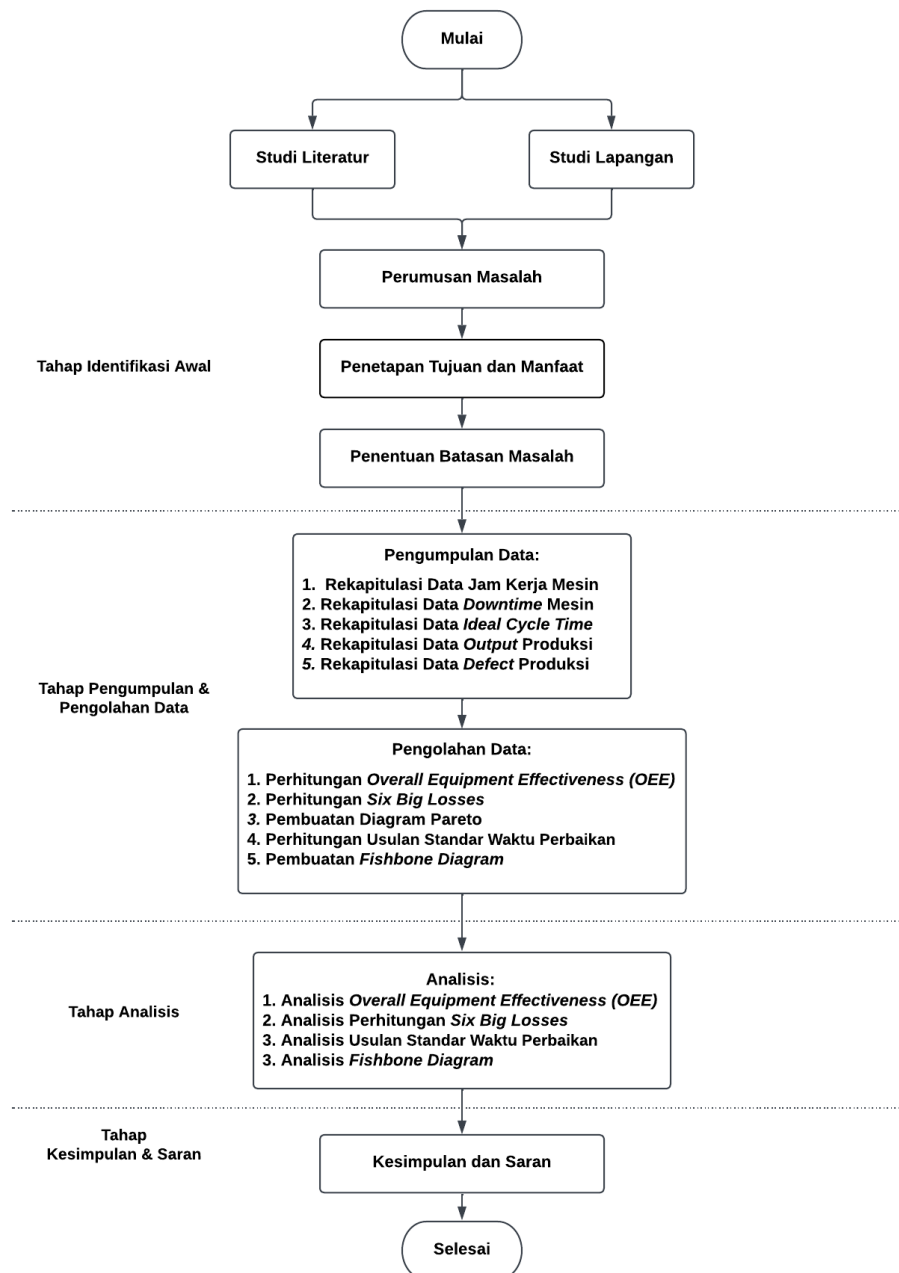 Mulai
Studi Literatur
Studi Lapangan
Perumusan Masalah
Tahap Identifikasi Awal
Penetapan Tujuan dan Manfaat
Penentuan Batasan Masalah
Pengumpulan Data:
1. Rekapitulasi Data Jam Kerja Mesin
2. Rekapitulasi Data Downtime Mesin
3. Rekapitulasi Data Ideal Cycle Time
4. Rekapitulasi Data Output Produksi
5. Rekapitulasi Data Defect Produksi
Tahap Pengumpulan &
Pengolahan Data
Pengolahan Data:
1. Perhitungan Overall Equipment Effectiveness (OEE)
2. Perhitungan Six Big Losses
3. Pembuatan Diagram Pareto
4. Perhitungan Usulan Standar Waktu Perbaikan
5. Pembuatan Fishbone Diagram
Tahap Analisis
Analisis:
1. Analisis Overall Equipment Effectiveness (OEE)
2. Analisis Perhitungan Six Big Losses
3. Analisis Usulan Standar Waktu Perbaikan
3. Analisis Fishbone Diagram
Tahap
Kesimpulan & Saran
Kesimpulan dan Saran
Selesai